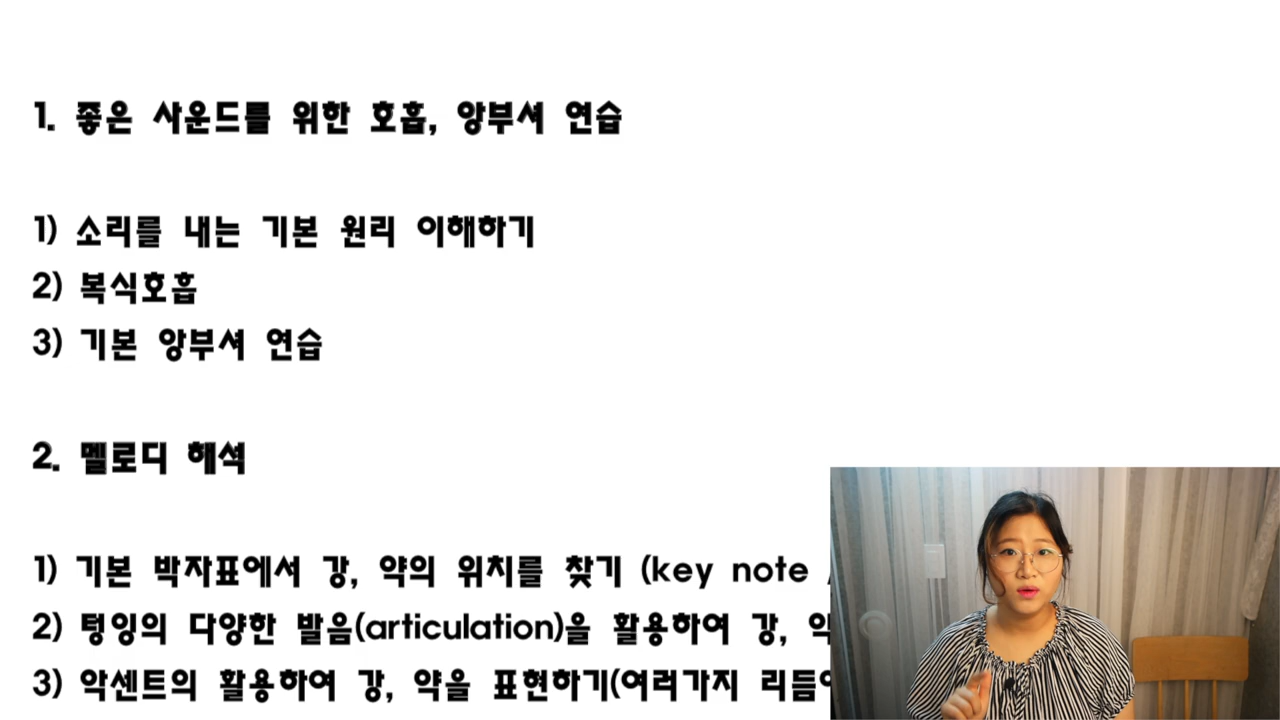 1. 좋은 사운드를 위한 호흡, 앙부셔 연습
1) 소리를 내는 기본 원리 이해하기
2) 복식호흡
3) 기본 앙부셔 연습
2. 멜로디 해석
1) 기본 박자표에서 강, 약의 위치를 찾기 (key note
2) 텅잉의 다양한 발음(articulation)을 활용하여 강,
3) 악센트의 활용하여 강, 약을 표현하기(여러가지